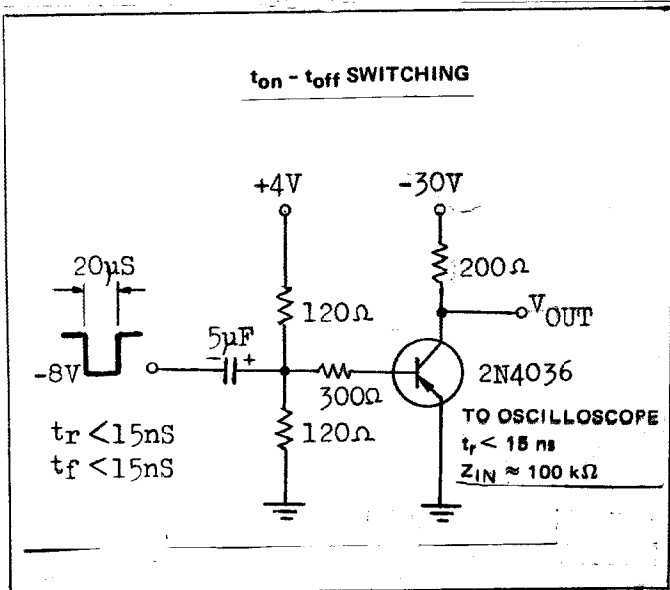 ton - toff SWITCHING
+4V
-30V
20µS
200Ω
VOUT
120Ω
5µF
- +
-8V
2N4036
300Ω
TO OSCILLOSCOPE
tr < 15 ns
ZIN ≈ 100 kΩ
120Ω
tr <15nS
tf <15nS